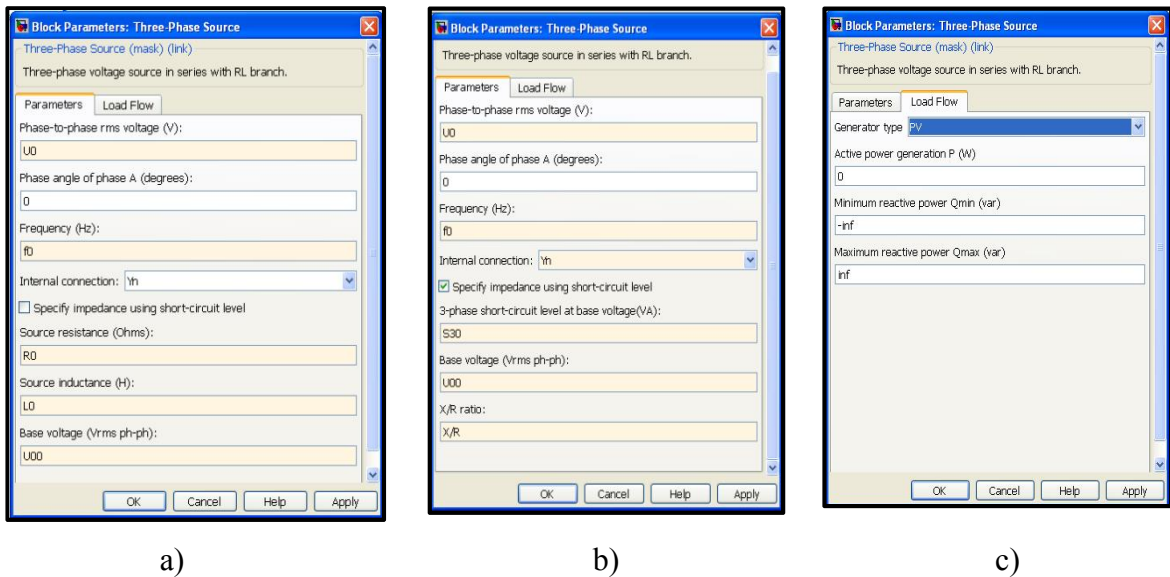 Block Parameters: Three-Phase Source
Three-Phase Source (mask) (link)
Three-phase voltage source in series with RL branch.
Parameters Load Flow
Phase-to-phase rms voltage (V):
U0
Phase angle of phase A (degrees):
0
Frequency (Hz):
f0
Internal connection: Yn
Specify impedance using short-circuit level
Source resistance (Ohms):
R0
Source inductance (H):
L0
Base voltage (Vrms ph-ph):
U00
OK Cancel Help Apply
a)
Block Parameters: Three-Phase Source
Three-phase voltage source in series with RL branch.
Parameters Load Flow
Phase-to-phase rms voltage (V):
U0
Phase angle of phase A (degrees):
0
Frequency (Hz):
f0
Internal connection: Yn
Specify impedance using short-circuit level
3-phase short-circuit level at base voltage(VA):
S30
Base voltage (Vrms ph-ph):
U00
X/R ratio:
X/R
OK Cancel Help Apply
b)
Block Parameters: Three-Phase Source
Three-Phase Source (mask) (link)
Three-phase voltage source in series with RL branch.
Parameters Load Flow
Generator type PV
Active power generation P (W)
0
Minimum reactive power Qmin (var)
-inf
Maximum reactive power Qmax (var)
inf
OK Cancel Help Apply
c)